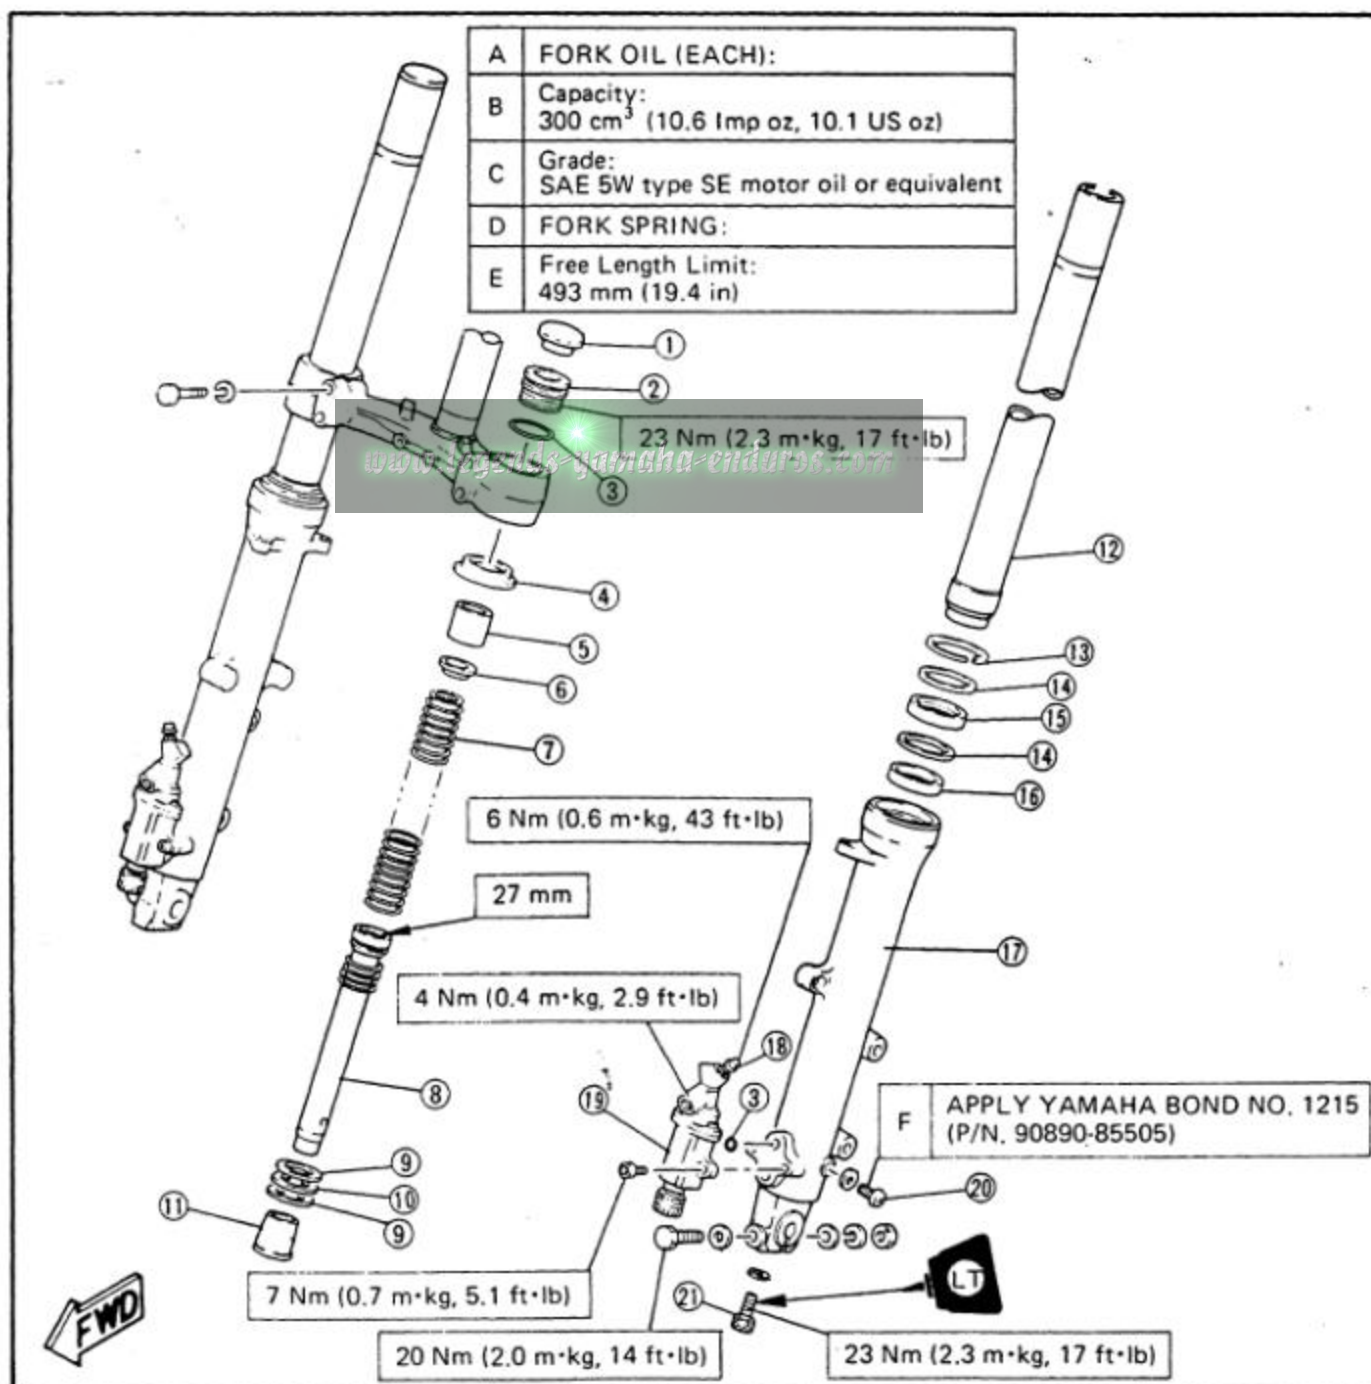 A FORK OIL (EACH):
B Capacity:
300 cm³ (10.6 Imp oz, 10.1 US oz)
C Grade:
SAE 5W type SE motor oil or equivalent
D FORK SPRING:
E Free Length Limit:
493 mm (19.4 in)
1
2
23 Nm (2.3 m·kg, 17 ft·lb)
www.legends-yamaha-enduros.com
3
12
4
5
13
6
14
15
7
14
16
6 Nm (0.6 m·kg, 43 ft·lb)
27 mm
17
4 Nm (0.4 m·kg, 2.9 ft·lb)
18
8
19
3
F APPLY YAMAHA BOND NO. 1215
(P/N. 90890-85505)
9
10
20
11
9
LT
7 Nm (0.7 m·kg, 5.1 ft·lb)
21
FWD
20 Nm (2.0 m·kg, 14 ft·lb)
23 Nm (2.3 m·kg, 17 ft·lb)